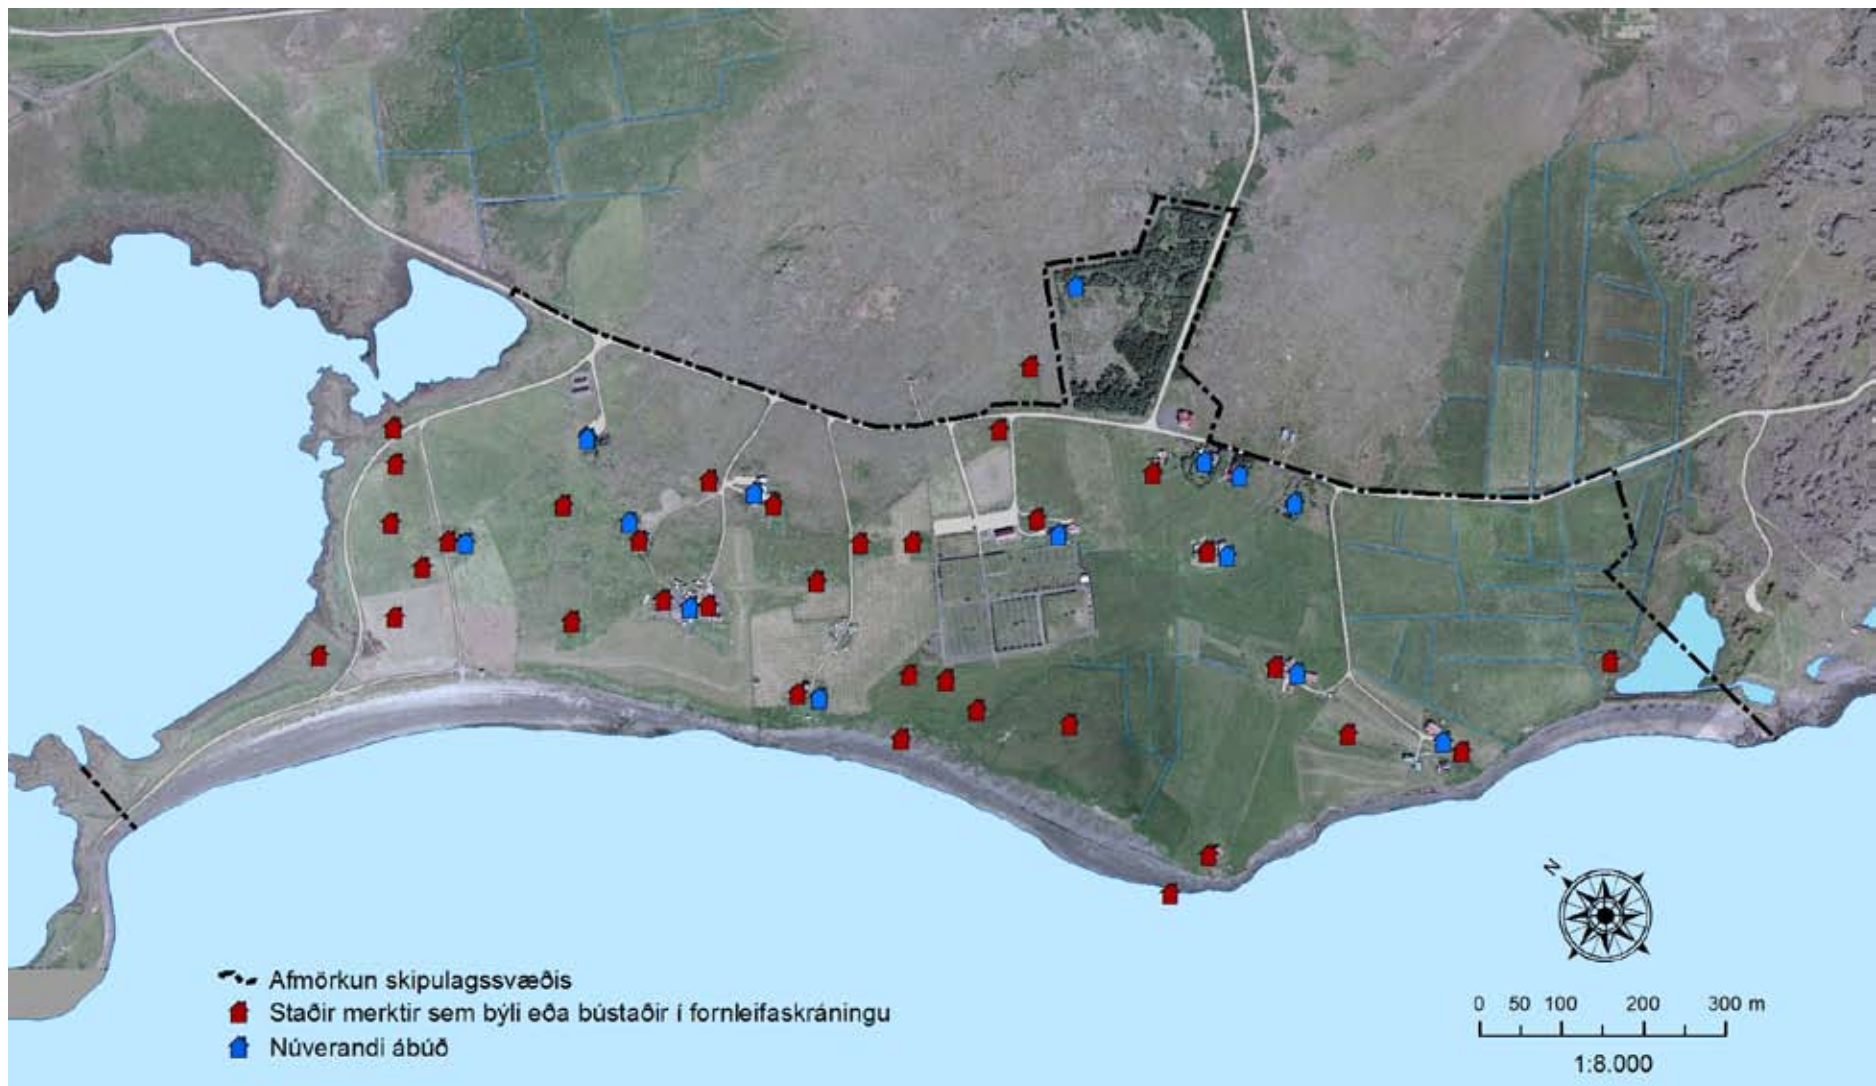 N
Afmörkun skipulagssvæðis
Staðir merktir sem býli eða bústaðir í fornleifaskráningu
Núverandi ábúð
0 50 100 200 300 m
1:8.000